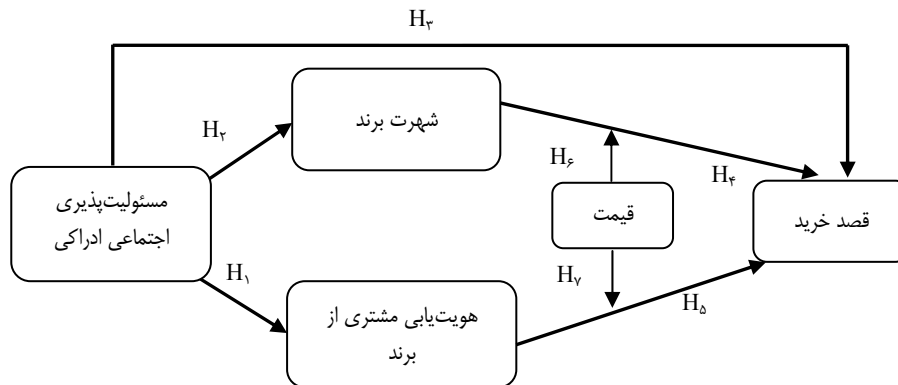 H۳
شهرت برند
H۲
H۶
H۴
مسئولیت‌پذیری
اجتماعی ادراکی
قیمت
قصد خرید
H۱
H۷
H۵
هویت‌یابی مشتری از
برند